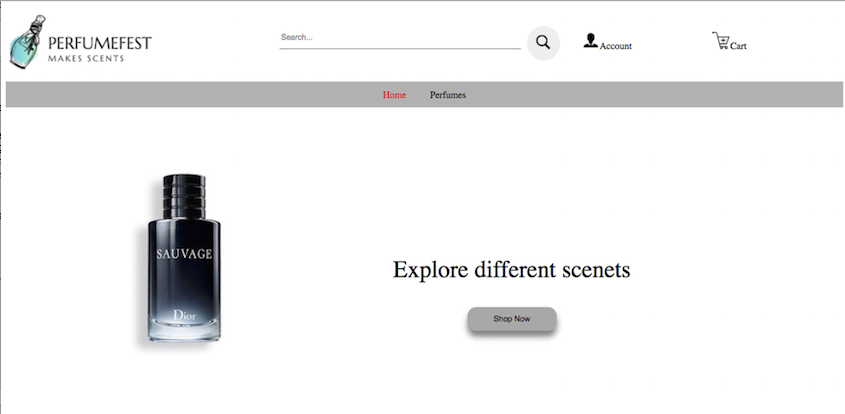 PERFUMEFEST
MAKES SCENTS
Search...
Account
Cart
Home Perfumes
SAUVAGE
Dior
Explore different scenets
Shop Now